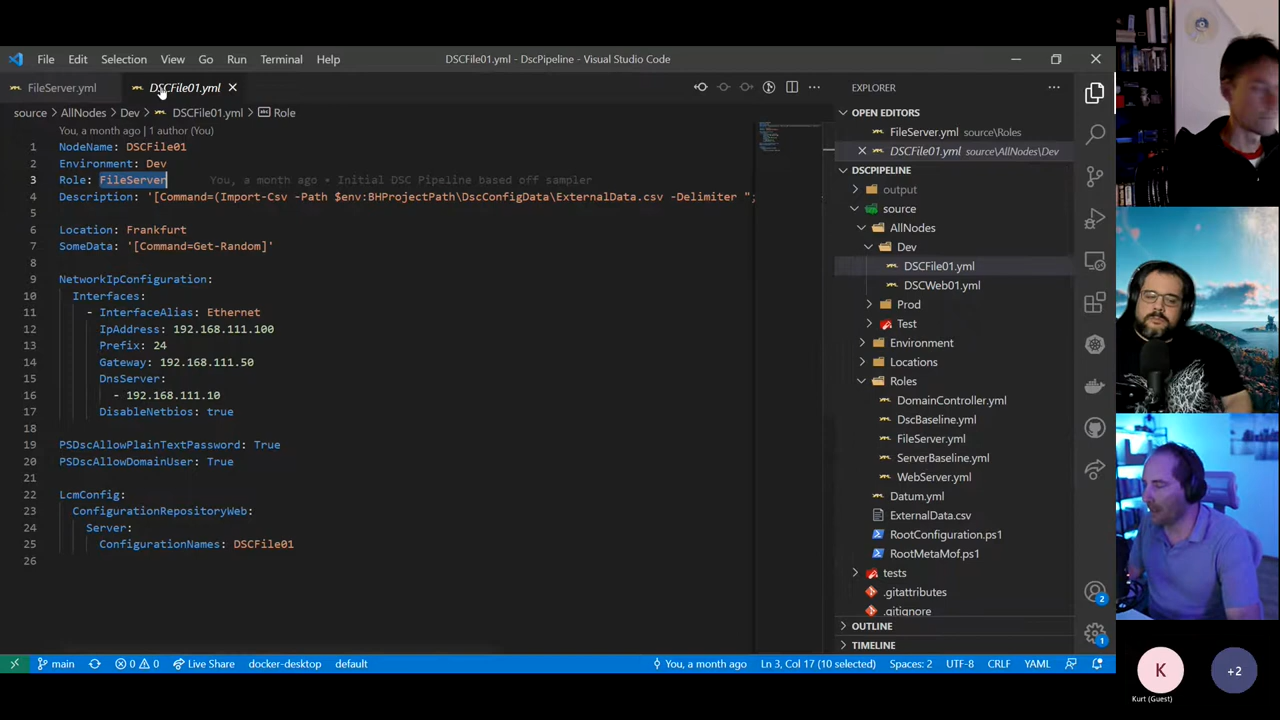 File Edit Selection View Go Run Terminal Help
DSCFile01.yml - DscPipeline - Visual Studio Code
FileServer.yml
DSCFile01.yml
source > AllNodes > Dev > DSCFile01.yml > Role
You, a month ago | 1 author (You)
1 NodeName: DSCFile01
2 Environment: Dev
3 Role: FileServer You, a month ago • Initial DSC Pipeline based off sampler
4 Description: '[Command=(Import-Csv -Path $env:BHProjectPath\DscConfigData\ExternalData.csv -Delimiter ";
5
6 Location: Frankfurt
7 SomeData: '[Command=Get-Random]'
8
9 NetworkIpConfiguration:
10 Interfaces:
11 - InterfaceAlias: Ethernet
12 IpAddress: 192.168.111.100
13 Prefix: 24
14 Gateway: 192.168.111.50
15 DnsServer:
16 - 192.168.111.10
17 DisableNetbios: true
18
19 PSDscAllowPlainTextPassword: True
20 PSDscAllowDomainUser: True
21
22 LcmConfig:
23 ConfigurationRepositoryWeb:
24 Server:
25 ConfigurationNames: DSCFile01
26
EXPLORER
OPEN EDITORS
FileServer.yml source\Roles
DSCFile01.yml source\AllNodes\Dev
DSCPIPELINE
output
source
AllNodes
Dev
DSCFile01.yml
DSCWeb01.yml
Prod
Test
Environment
Locations
Roles
DomainController.yml
DscBaseline.yml
FileServer.yml
ServerBaseline.yml
WebServer.yml
Datum.yml
ExternalData.csv
RootConfiguration.ps1
RootMetaMof.ps1
tests
.gitattributes
.gitignore
OUTLINE
TIMELINE
2
1
main 0 0 Live Share docker-desktop default
You, a month ago Ln 3, Col 17 (10 selected) Spaces: 2 UTF-8 CRLF YAML
K
Kurt (Guest)
+2